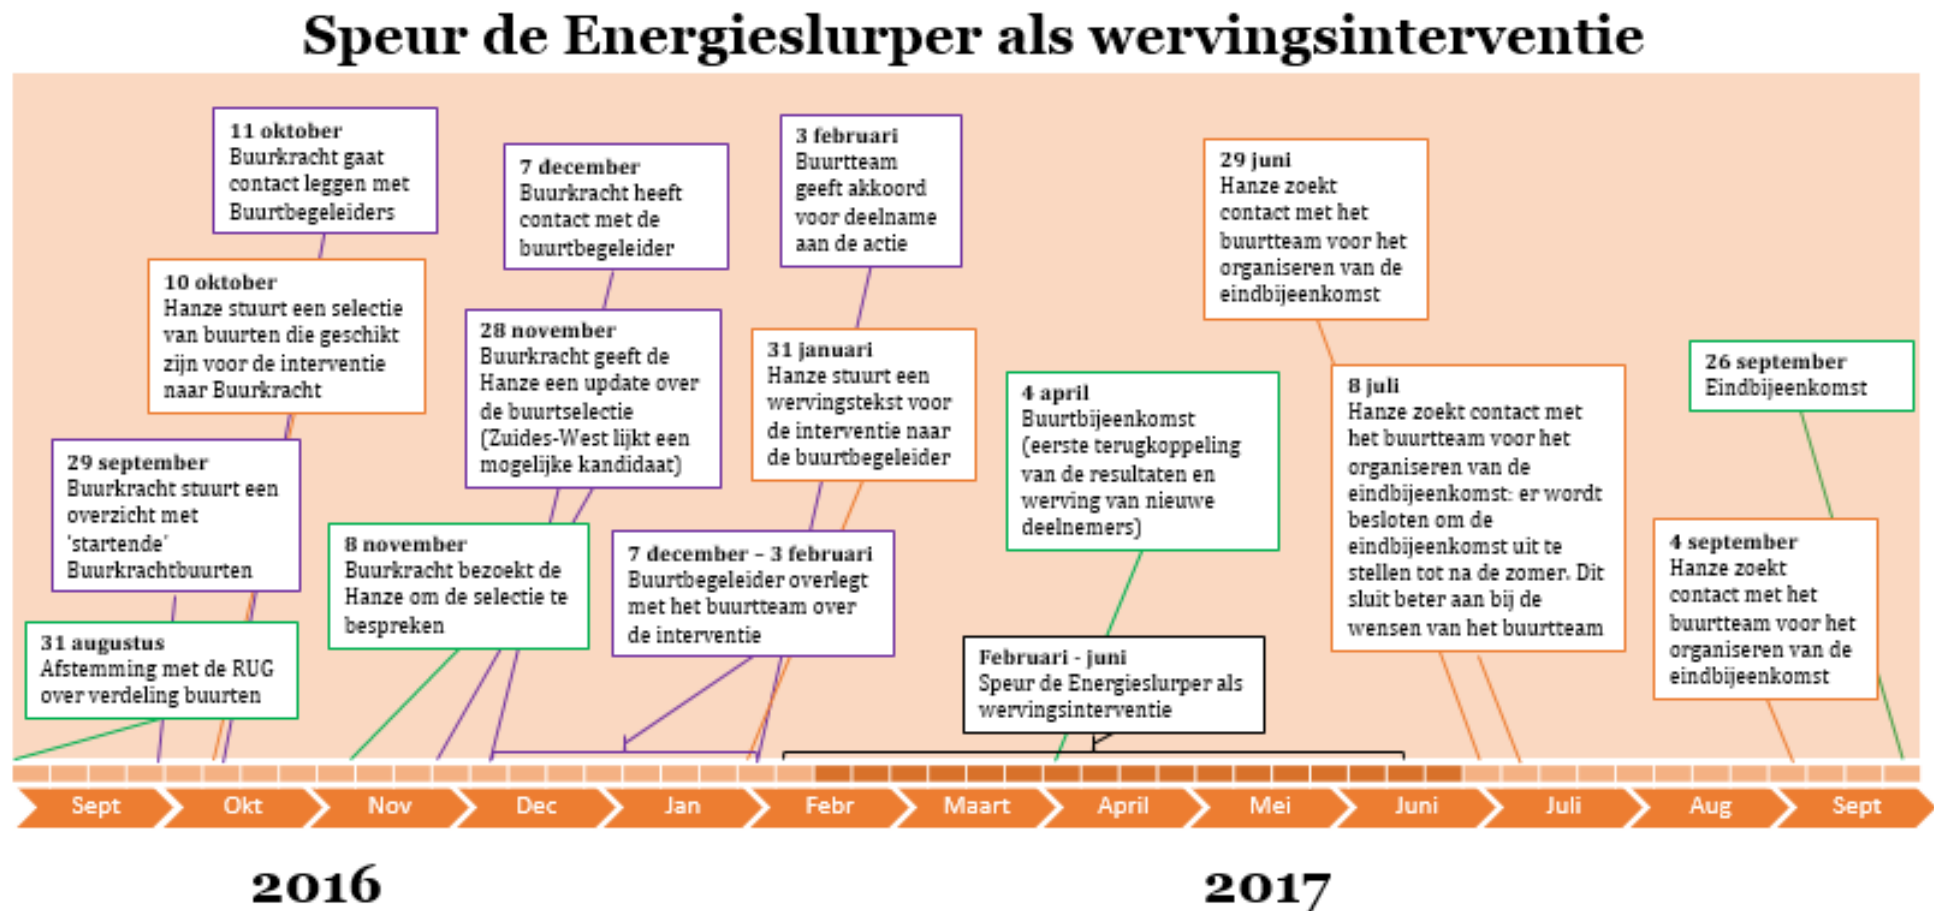 Speur de Energieslurper als wervingsinterventie
11 oktober
Buurkracht gaat
contact leggen met
Buurtbegeleiders
10 oktober
Hanze stuurt een selectie
van buurten die geschikt
zijn voor de interventie
naar Buurkracht
29 september
Buurkracht stuurt een
overzicht met
'startende'
Buurkrachtbuurten
31 augustus
Afstemming met de RUG
over verdeling buurten
7 december
Buurkracht heeft
contact met de
buurtbegeleider
28 november
Buurkracht geeft de
Hanze een update over
de buurtselectie
(Zuides-West lijkt een
mogelijke kandidaat)
8 november
Buurkracht bezoekt de
Hanze om de selectie te
bespreken
3 februari
Buurtteam
geeft akkoord
voor deelname
aan de actie
31 januari
Hanze stuurt een
wervingstekst voor
de interventie naar
de buurtbegeleider
7 december – 3 februari
Buurtbegeleider overlegt
met het buurtteam over
de interventie
4 april
Buurtbijeenkomst
(eerste terugkoppeling
van de resultaten en
werving van nieuwe
deelnemers)
Februari - juni
Speur de Energieslurper als
wervingsinterventie
29 juni
Hanze zoekt
contact met het
buurtteam voor het
organiseren van de
eindbijeenkomst
8 juli
Hanze zoekt contact met
het buurtteam voor het
organiseren van de
eindbijeenkomst: er wordt
besloten om de
eindbijeenkomst uit te
stellen tot na de zomer. Dit
sluit beter aan bij de
wensen van het buurtteam
26 september
Eindbijeenkomst
4 september
Hanze zoekt
contact met het
buurtteam voor het
organiseren van de
eindbijeenkomst
Sept Okt Nov Dec Jan Febr Maart April Mei Juni Juli Aug Sept
2016 2017